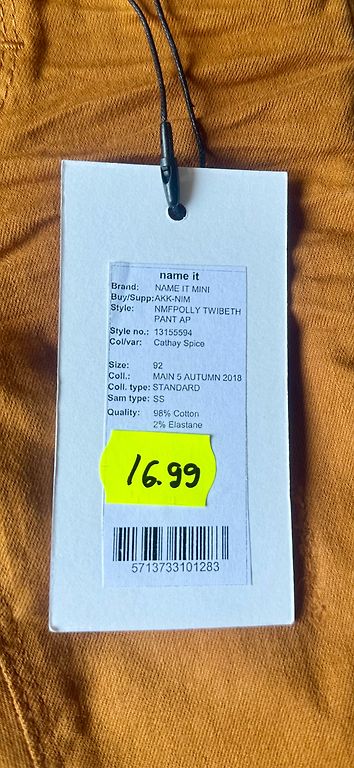 name it
Brand: NAME IT MINI
Buy/Supp: AKK-NIM
Style: NMFPOLLY TWIBETH
PANT AP
Style no.: 13155594
Col/var: Cathay Spice
Size: 92
Coll.: MAIN 5 AUTUMN 2018
Coll. type: STANDARD
Sam type: SS
Quality: 98% Cotton
2% Elastane
16.99
5713733101283